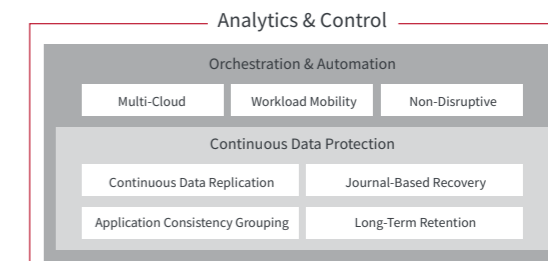 Analytics & Control
Orchestration & Automation
Multi-Cloud
Workload Mobility
Non-Disruptive
Continuous Data Protection
Continuous Data Replication
Journal-Based Recovery
Application Consistency Grouping
Long-Term Retention